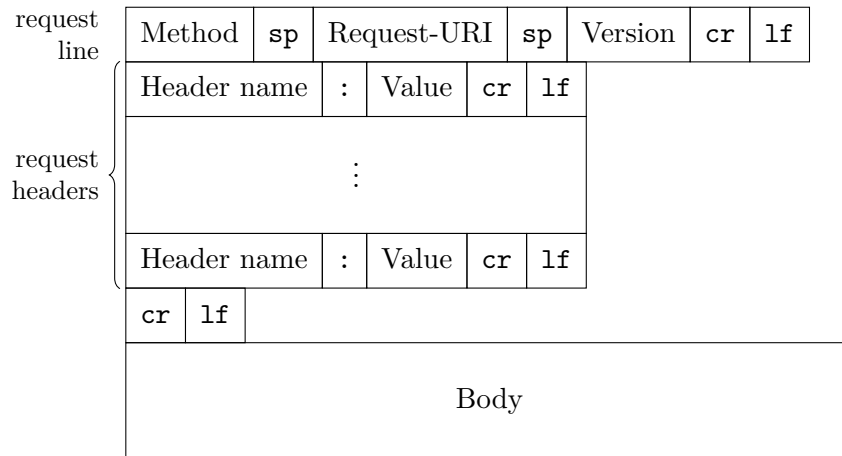 request
line
Method sp Request-URI sp Version cr lf
Header name : Value cr lf
⋮
request
headers
Header name : Value cr lf
cr lf
Body